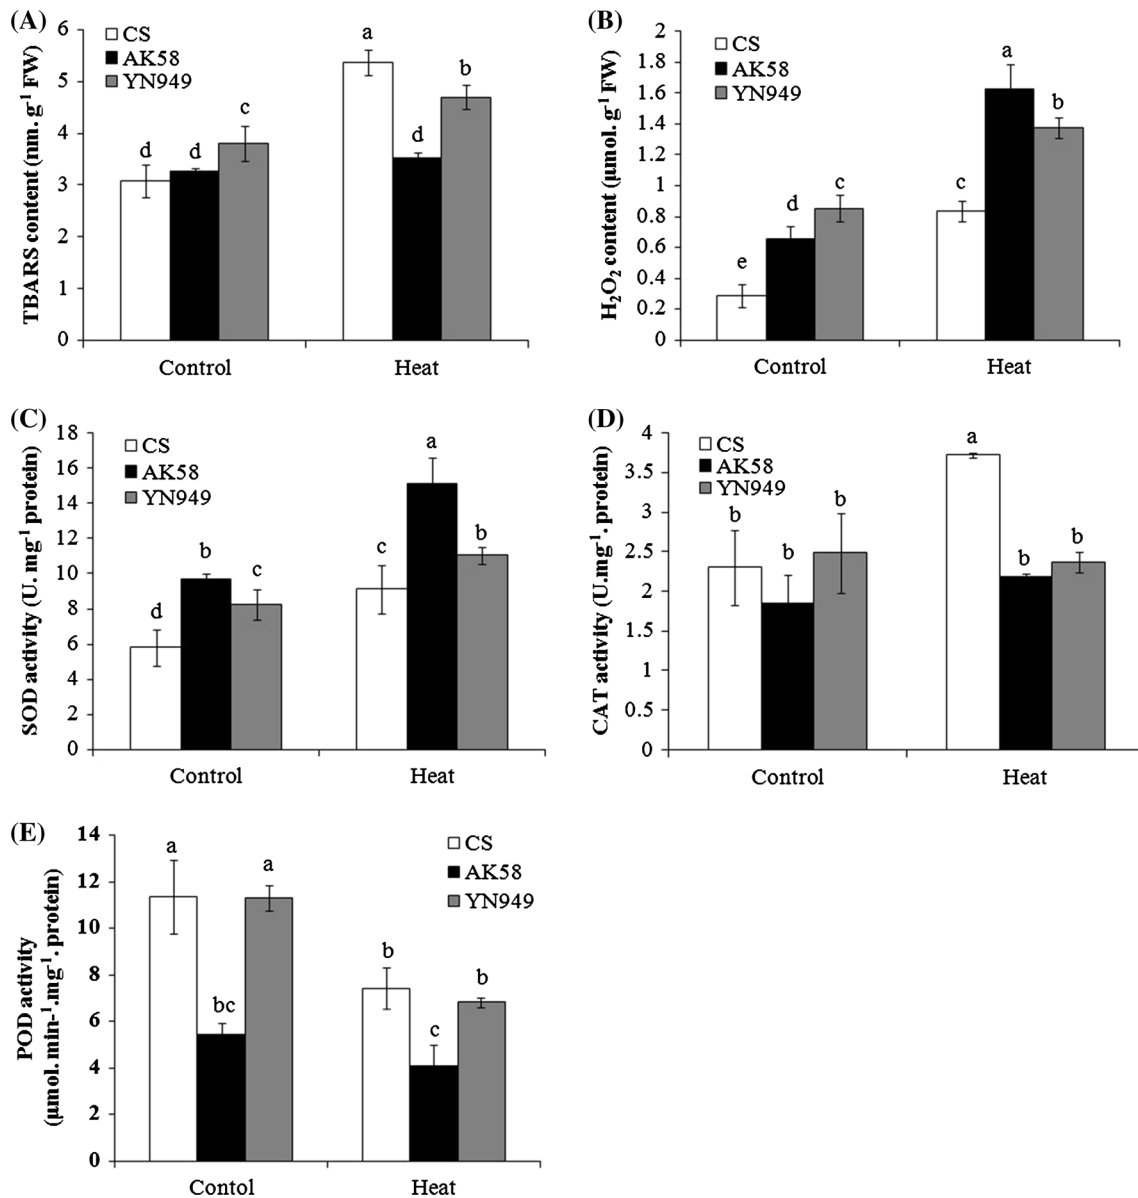 (A)
TBARS content (nm. g-1 FW)
6
5
4
3
2
1
0
CS
AK58
YN949
d
d
c
a
d
b
Control
Heat
(B)
H2O2 content (µmol. g-1 FW)
2
1.8
1.6
1.4
1.2
1
0.8
0.6
0.4
0.2
0
CS
AK58
YN949
e
d
c
c
a
b
Control
Heat
(C)
SOD activity (U. mg-1 protein)
18
16
14
12
10
8
6
4
2
0
CS
AK58
YN949
d
b
c
c
a
b
Control
Heat
(D)
CAT activity (U.mg-1. protein)
4
3.5
3
2.5
2
1.5
1
0.5
0
CS
AK58
YN949
b
b
b
a
b
b
Control
Heat
(E)
POD activity
(µmol. min-1.mg-1. protein)
14
12
10
8
6
4
2
0
CS
AK58
YN949
a
bc
a
b
c
b
Contol
Heat